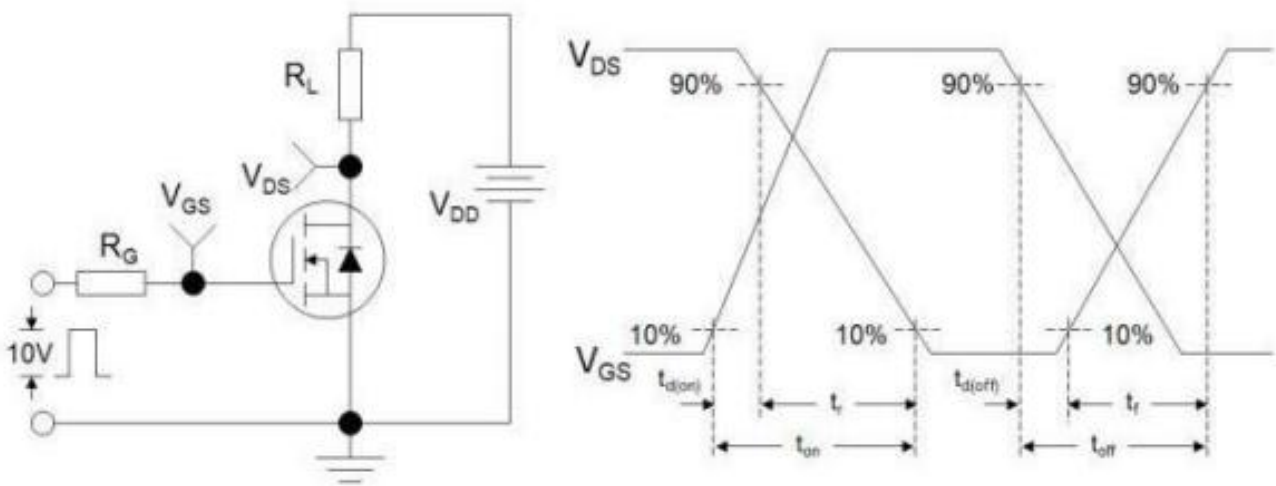 R_L
V_DS
V_GS
R_G
V_DD
10V
V_DS
90%
90%
90%
10%
10%
10%
V_GS
t_d(on)
t_r
t_d(off)
t_f
t_on
t_off